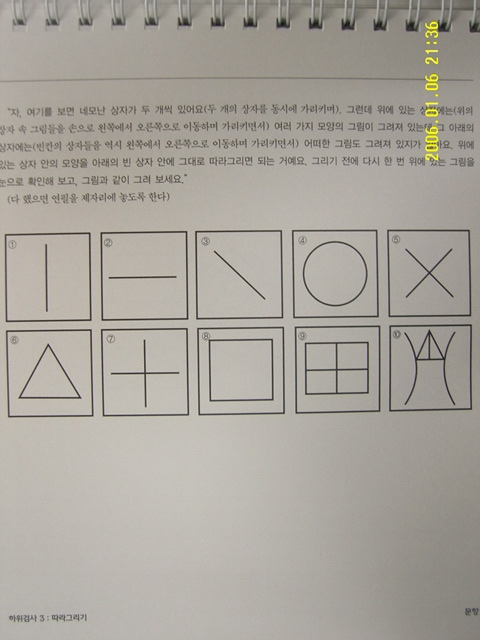 2006.01.06 21:36
"자, 여기를 보면 네모난 상자가 두 개씩 있어요(두 개의 상자를 동시에 가리키며), 그런데 위에 있는 상자에는(위의
상자 속 그림들을 손으로 왼쪽에서 오른쪽으로 이동하며 가리키면서) 여러 가지 모양의 그림이 그려져 있는데 그 아래의
상자에는(빈칸의 상자들을 역시 왼쪽에서 오른쪽으로 이동하며 가리키면서) 어떠한 그림도 그려져 있지가 않아요. 위에
있는 상자 안의 모양을 아래의 빈 상자 안에 그대로 따라그리면 되는 거예요. 그리기 전에 다시 한 번 위에 있는 그림을
눈으로 확인해 보고, 그림과 같이 그려 보세요."
(다 했으면 연필을 제자리에 놓도록 한다)
① ② ③ ④ ⑤
⑥ ⑦ ⑧ ⑨ ⑩
하위검사 3 : 따라그리기
문항